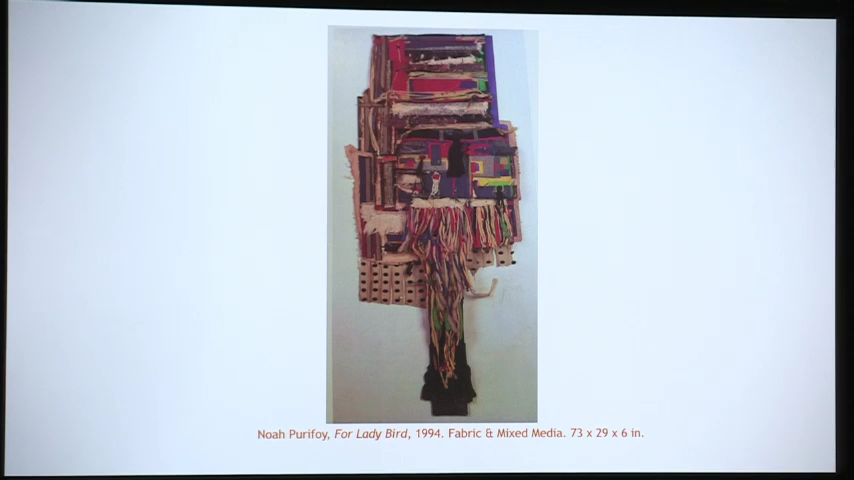 Noah Purifoy, For Lady Bird, 1994. Fabric & Mixed Media. 73 x 29 x 6 in.